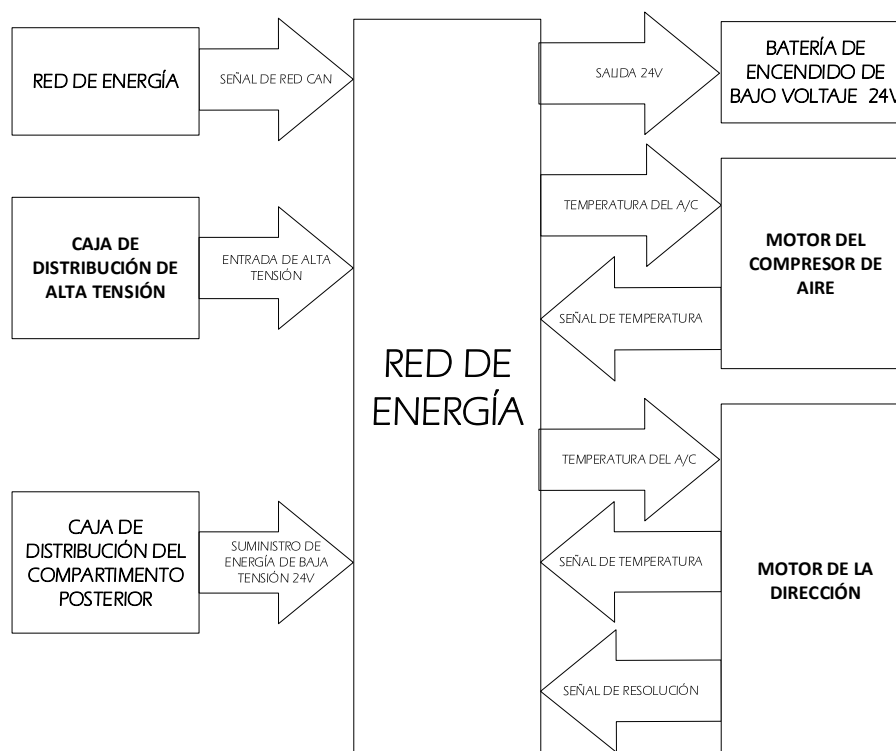 RED DE ENERGÍA
SEÑAL DE RED CAN
CAJA DE
DISTRIBUCIÓN DE
ALTA TENSIÓN
ENTRADA DE ALTA
TENSIÓN
CAJA DE
DISTRIBUCIÓN DEL
COMPARTIMENTO
POSTERIOR
SUMINISTRO DE
ENERGÍA DE BAJA
TENSIÓN 24V
RED DE
ENERGÍA
SALIDA 24V
BATERÍA DE
ENCENDIDO DE
BAJO VOLTAJE 24V
TEMPERATURA DEL A/C
SEÑAL DE TEMPERATURA
MOTOR DEL
COMPRESOR DE
AIRE
TEMPERATURA DEL A/C
SEÑAL DE TEMPERATURA
SEÑAL DE RESOLUCIÓN
MOTOR DE LA
DIRECCIÓN